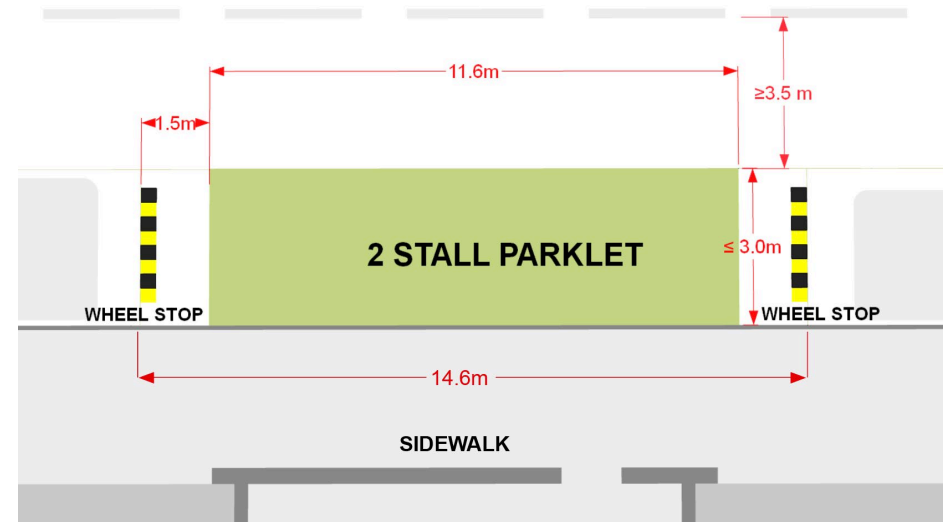 11.6m
≥3.5 m
1.5m
2 STALL PARKLET
≤ 3.0m
WHEEL STOP
WHEEL STOP
14.6m
SIDEWALK